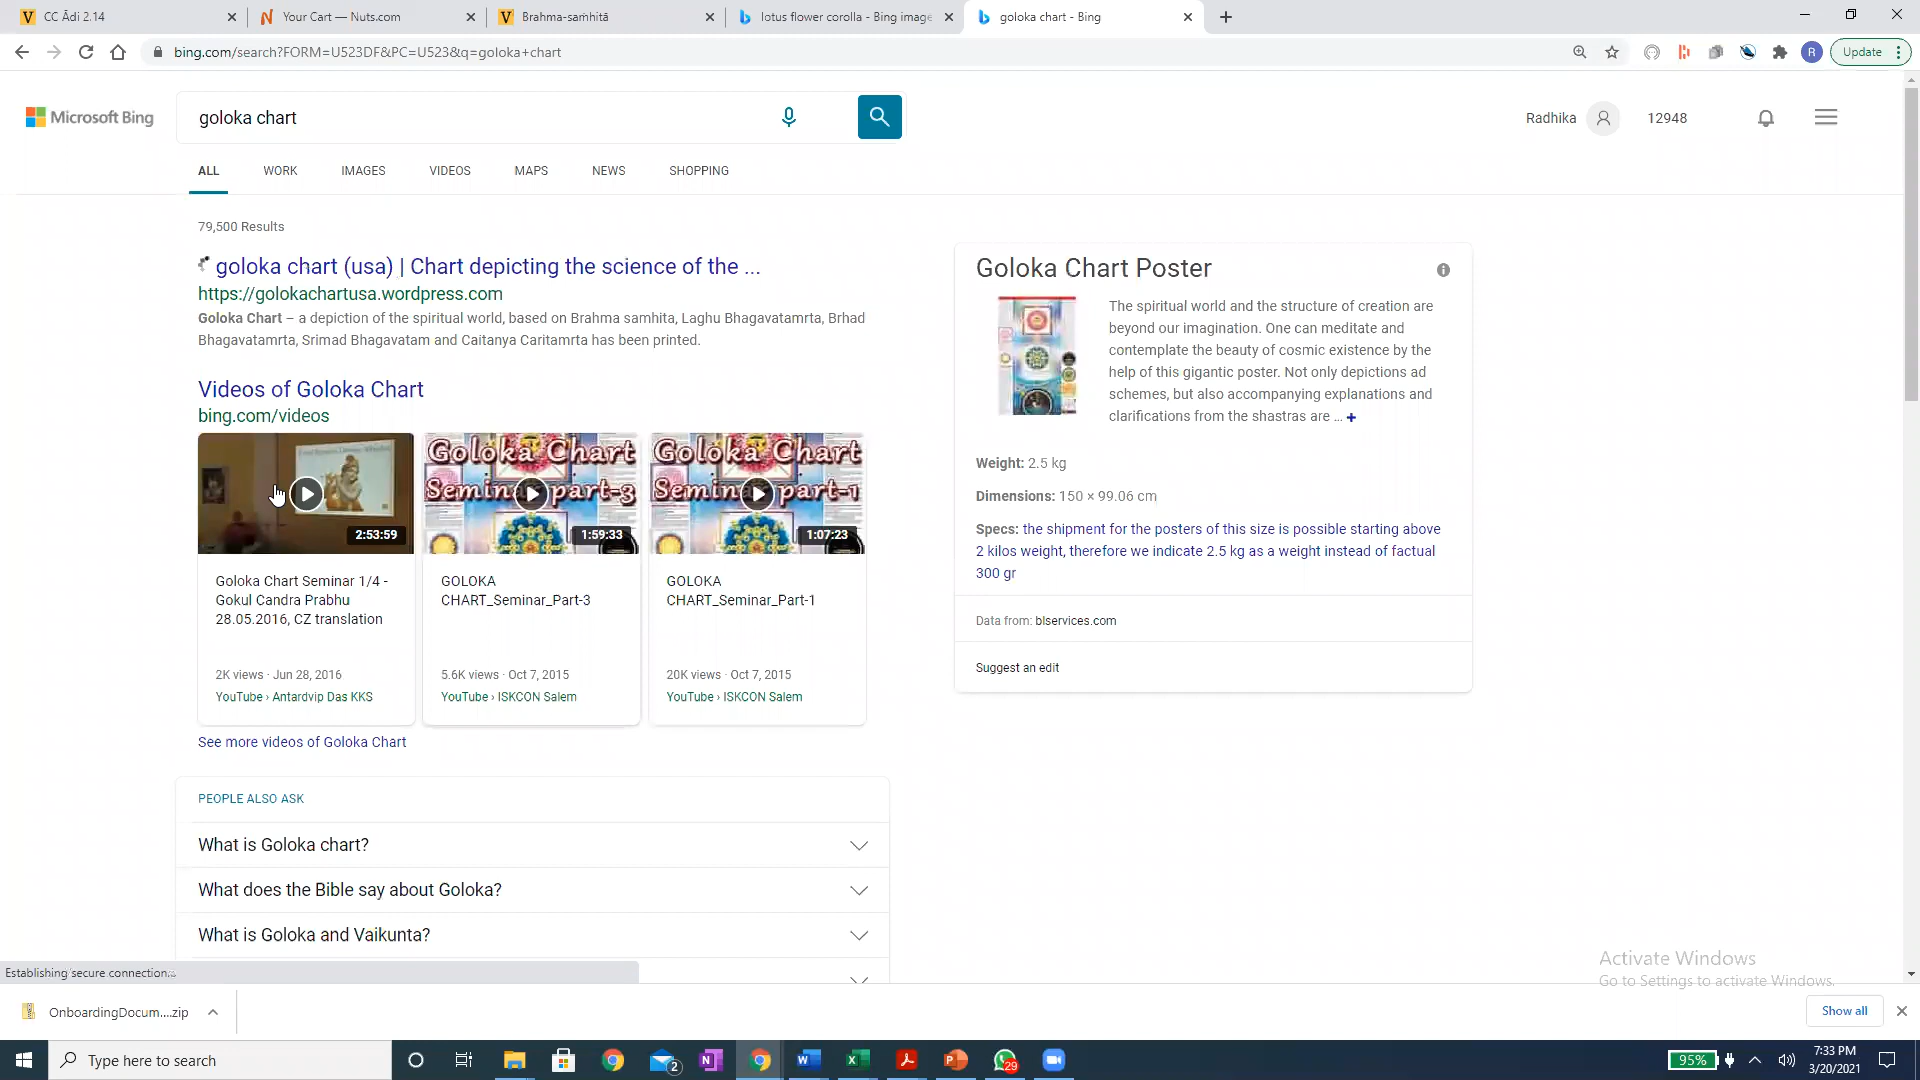 CC Ādi 2.14
Your Cart — Nuts.com
Brahma-saṁhitā
lotus flower corolla - Bing image
goloka chart - Bing
bing.com/search?FORM=U523DF&PC=U523&q=goloka+chart
R
Update
Microsoft Bing
goloka chart
Radhika
12948
ALL
WORK
IMAGES
VIDEOS
MAPS
NEWS
SHOPPING
79,500 Results
goloka chart (usa) | Chart depicting the science of the ...
https://golokachartusa.wordpress.com
Goloka Chart – a depiction of the spiritual world, based on Brahma samhita, Laghu Bhagavatamrta, Brhad
Bhagavatamrta, Srimad Bhagavatam and Caitanya Caritamrta has been printed.
Videos of Goloka Chart
bing.com/videos
2:53:59
Goloka Chart
Seminar part-3
1:59:33
Goloka Chart
Seminar part-1
1:07:23
Goloka Chart Seminar 1/4 -
Gokul Candra Prabhu
28.05.2016, CZ translation
2K views · Jun 28, 2016
YouTube › Antardvip Das KKS
GOLOKA
CHART_Seminar_Part-3
5.6K views · Oct 7, 2015
YouTube › ISKCON Salem
GOLOKA
CHART_Seminar_Part-1
20K views · Oct 7, 2015
YouTube › ISKCON Salem
See more videos of Goloka Chart
PEOPLE ALSO ASK
What is Goloka chart?
What does the Bible say about Goloka?
What is Goloka and Vaikunta?
Goloka Chart Poster
The spiritual world and the structure of creation are
beyond our imagination. One can meditate and
contemplate the beauty of cosmic existence by the
help of this gigantic poster. Not only depictions ad
schemes, but also accompanying explanations and
clarifications from the shastras are ... +
Weight: 2.5 kg
Dimensions: 150 × 99.06 cm
Specs: the shipment for the posters of this size is possible starting above
2 kilos weight, therefore we indicate 2.5 kg as a weight instead of factual
300 gr
Data from: blservices.com
Suggest an edit
Activate Windows
Go to Settings to activate Windows.
Establishing secure connection...
OnboardingDocum....zip
Show all
Type here to search
2
29
95%
7:33 PM
3/20/2021